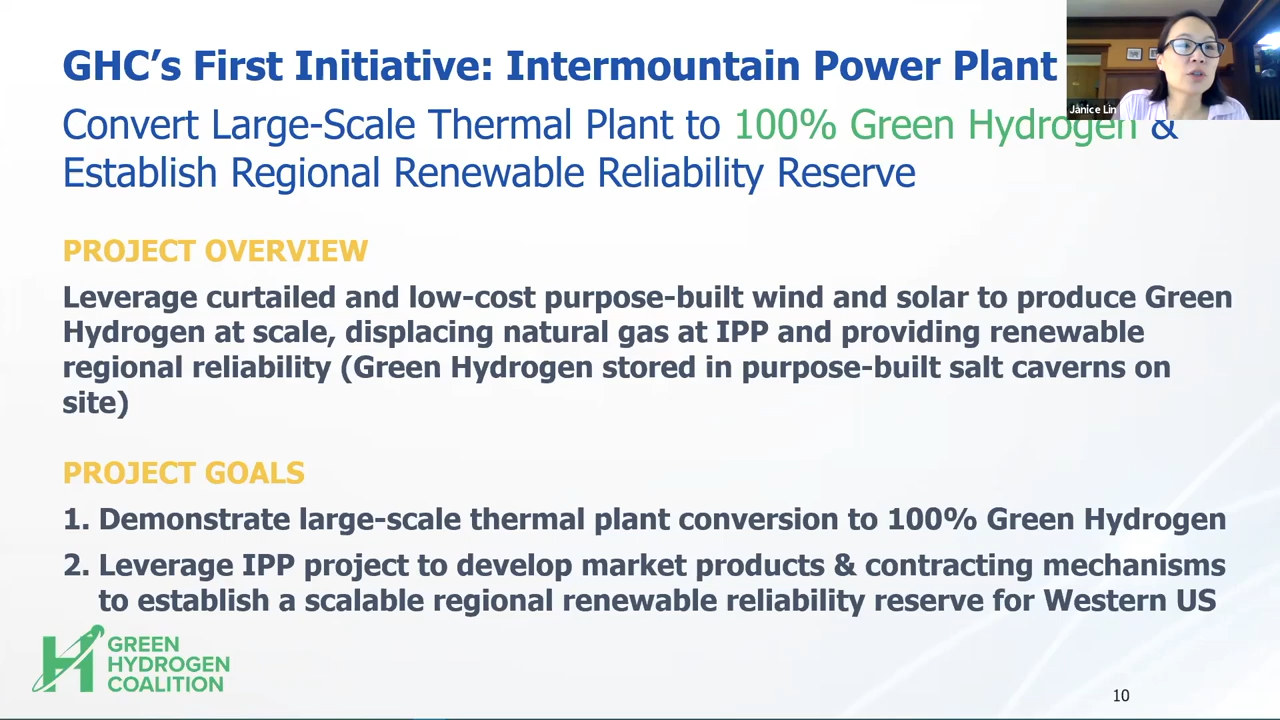 GHC's First Initiative: Intermountain Power Plant
Janice Lin
Convert Large-Scale Thermal Plant to 100% Green Hydrogen &
Establish Regional Renewable Reliability Reserve
PROJECT OVERVIEW
Leverage curtailed and low-cost purpose-built wind and solar to produce Green
Hydrogen at scale, displacing natural gas at IPP and providing renewable
regional reliability (Green Hydrogen stored in purpose-built salt caverns on
site)
PROJECT GOALS
1. Demonstrate large-scale thermal plant conversion to 100% Green Hydrogen
2. Leverage IPP project to develop market products & contracting mechanisms
to establish a scalable regional renewable reliability reserve for Western US
GREEN
HYDROGEN
COALITION
10